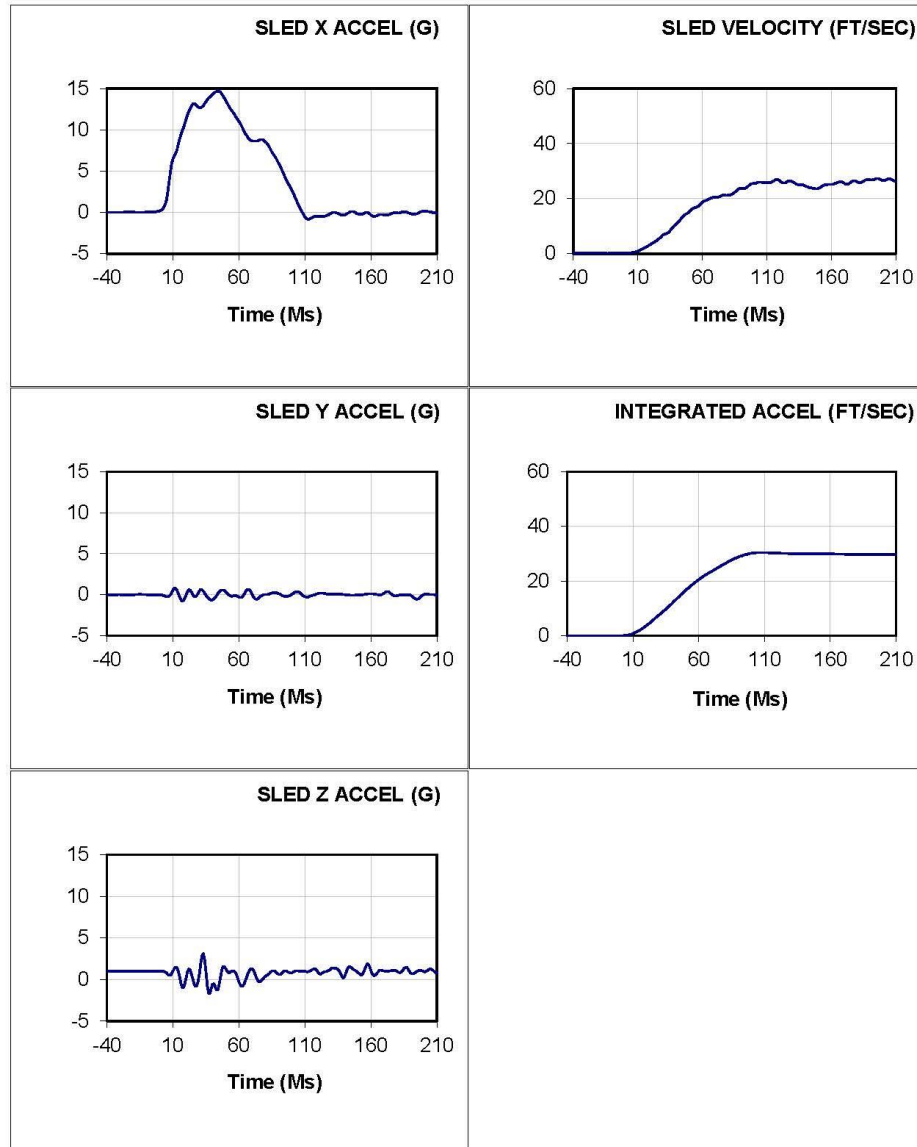 SLED X ACCEL (G)
15
10
5
0
-5
-40 10 60 110 160 210
Time (Ms)
SLED VELOCITY (FT/SEC)
60
40
20
0
-40 10 60 110 160 210
Time (Ms)
SLED Y ACCEL (G)
15
10
5
0
-5
-40 10 60 110 160 210
Time (Ms)
INTEGRATED ACCEL (FT/SEC)
60
40
20
0
-40 10 60 110 160 210
Time (Ms)
SLED Z ACCEL (G)
15
10
5
0
-5
-40 10 60 110 160 210
Time (Ms)